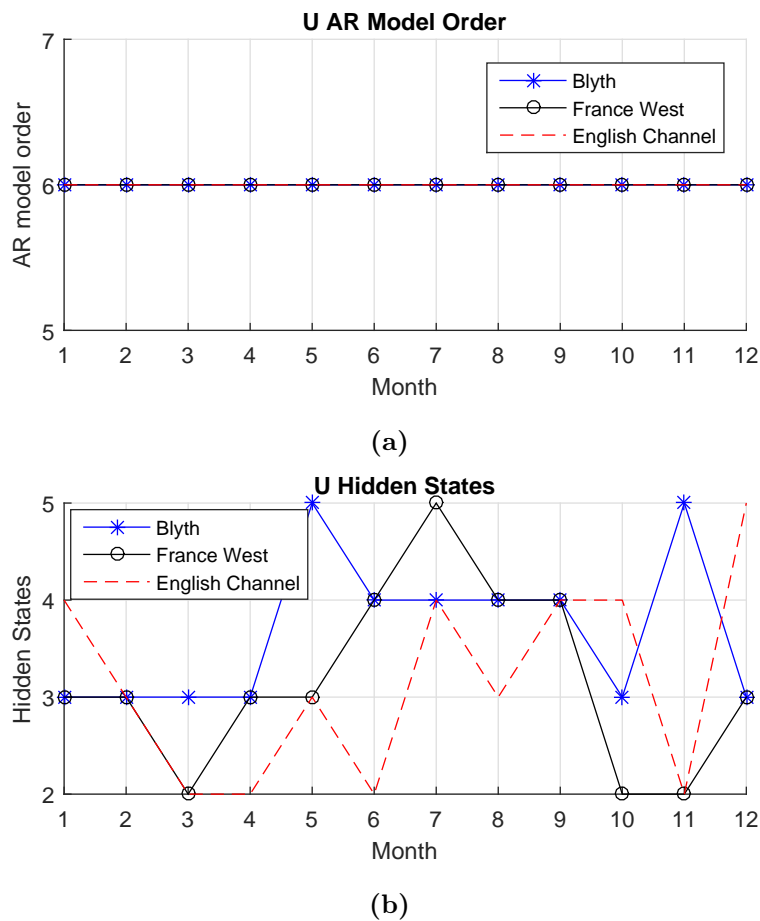 U AR Model Order
7
6
5
AR model order
Blyth
France West
English Channel
1 2 3 4 5 6 7 8 9 10 11 12
Month
(a)
U Hidden States
5
4
3
2
Hidden States
Blyth
France West
English Channel
1 2 3 4 5 6 7 8 9 10 11 12
Month
(b)